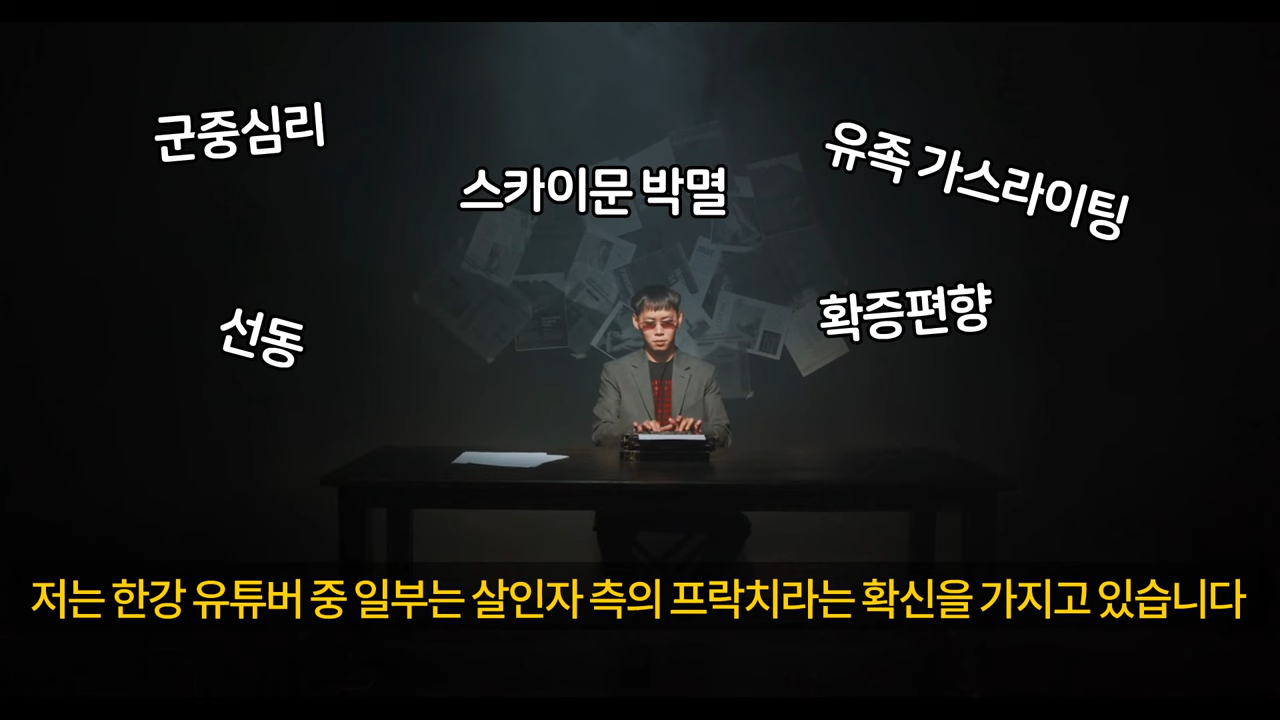 군중심리
스카이문 박멸
유족 가스라이팅
선동
확증편향
저는 한강 유튜버 중 일부는 살인자 측의 프락치라는 확신을 가지고 있습니다